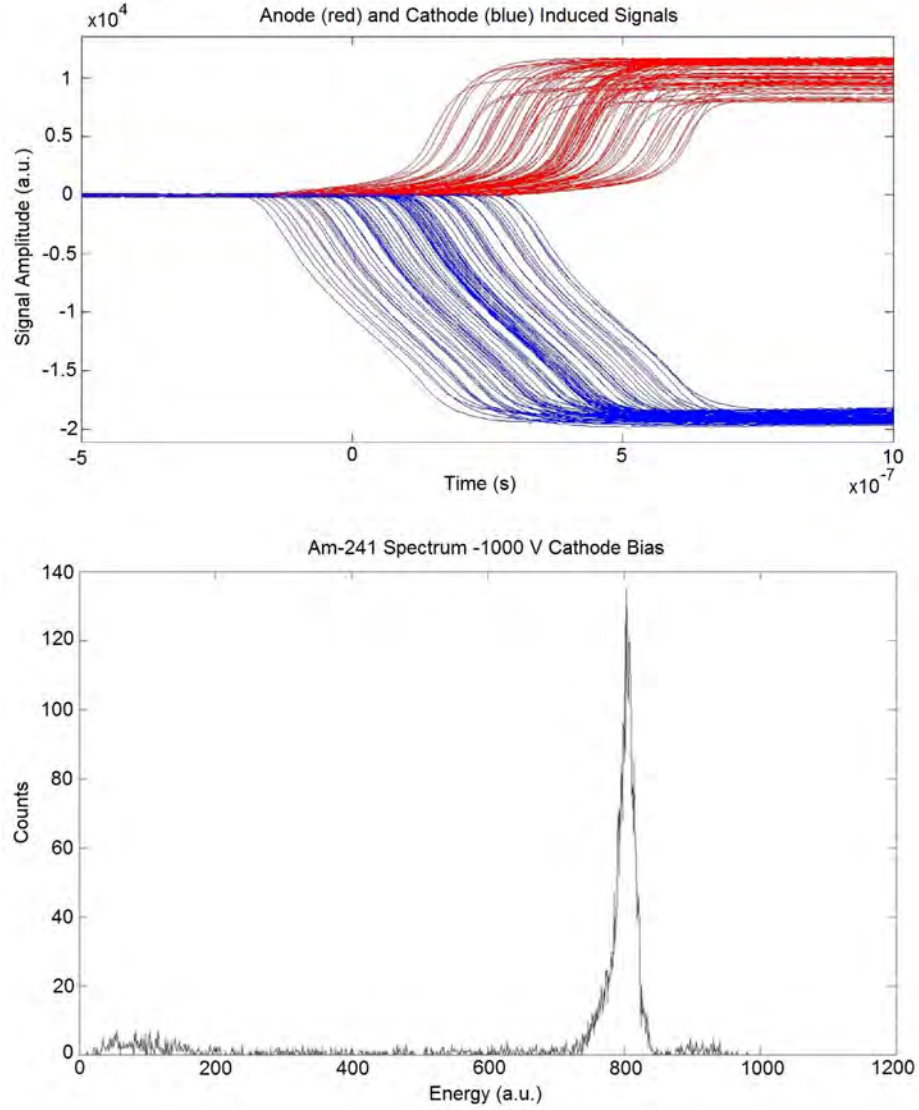 Anode (red) and Cathode (blue) Induced Signals
x10⁴
1
0.5
0
-0.5
-1
-1.5
-2
Signal Amplitude (a.u.)
-5 0 5 10
Time (s)
x10⁻⁷
Am-241 Spectrum -1000 V Cathode Bias
140
120
100
80
60
40
20
0
Counts
0 200 400 600 800 1000 1200
Energy (a.u.)